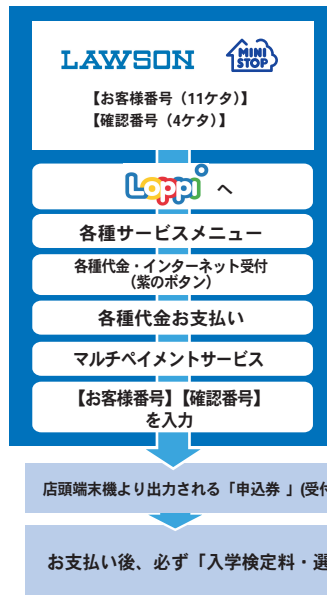 LAWSON MINI STOP
【お客様番号（11ケタ）】
【確認番号（4ケタ）】
Loppi へ
各種サービスメニュー
各種代金・インターネット受付
（紫のボタン）
各種代金お支払い
マルチペイメントサービス
【お客様番号】【確認番号】
を入力
店頭端末機より出力される「申込券 」(受付
お支払い後、必ず「入学検定料・選